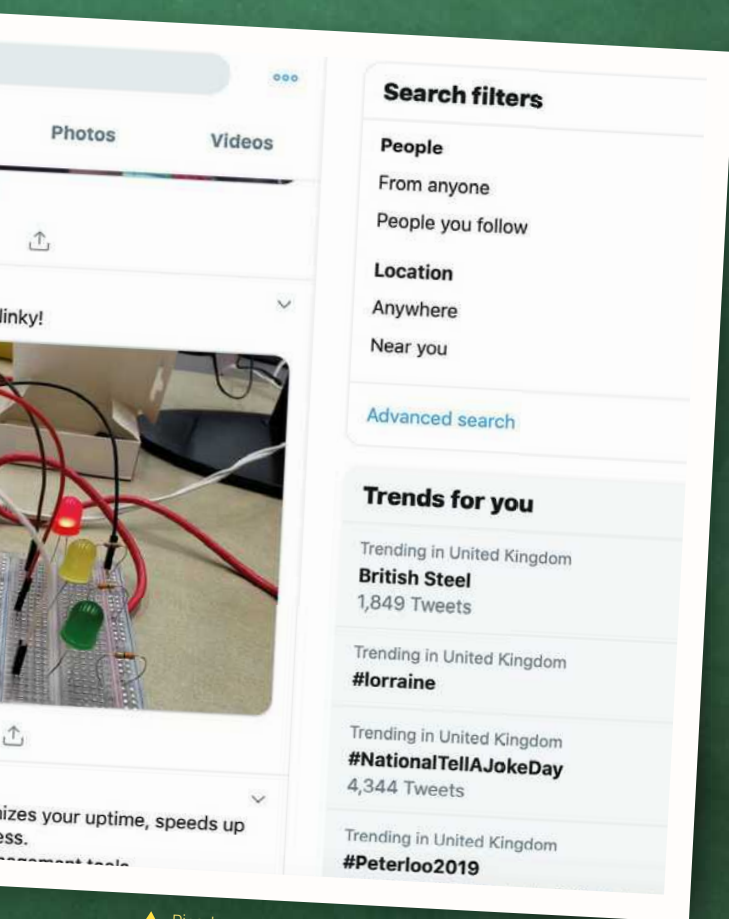 Photos
Videos
linky!
nizes your uptime, speeds up
ess.
Search filters
People
From anyone
People you follow
Location
Anywhere
Near you
Advanced search
Trends for you
Trending in United Kingdom
British Steel
1,849 Tweets
Trending in United Kingdom
#lorraine
Trending in United Kingdom
#NationalTellAJokeDay
4,344 Tweets
Trending in United Kingdom
#Peterloo2019